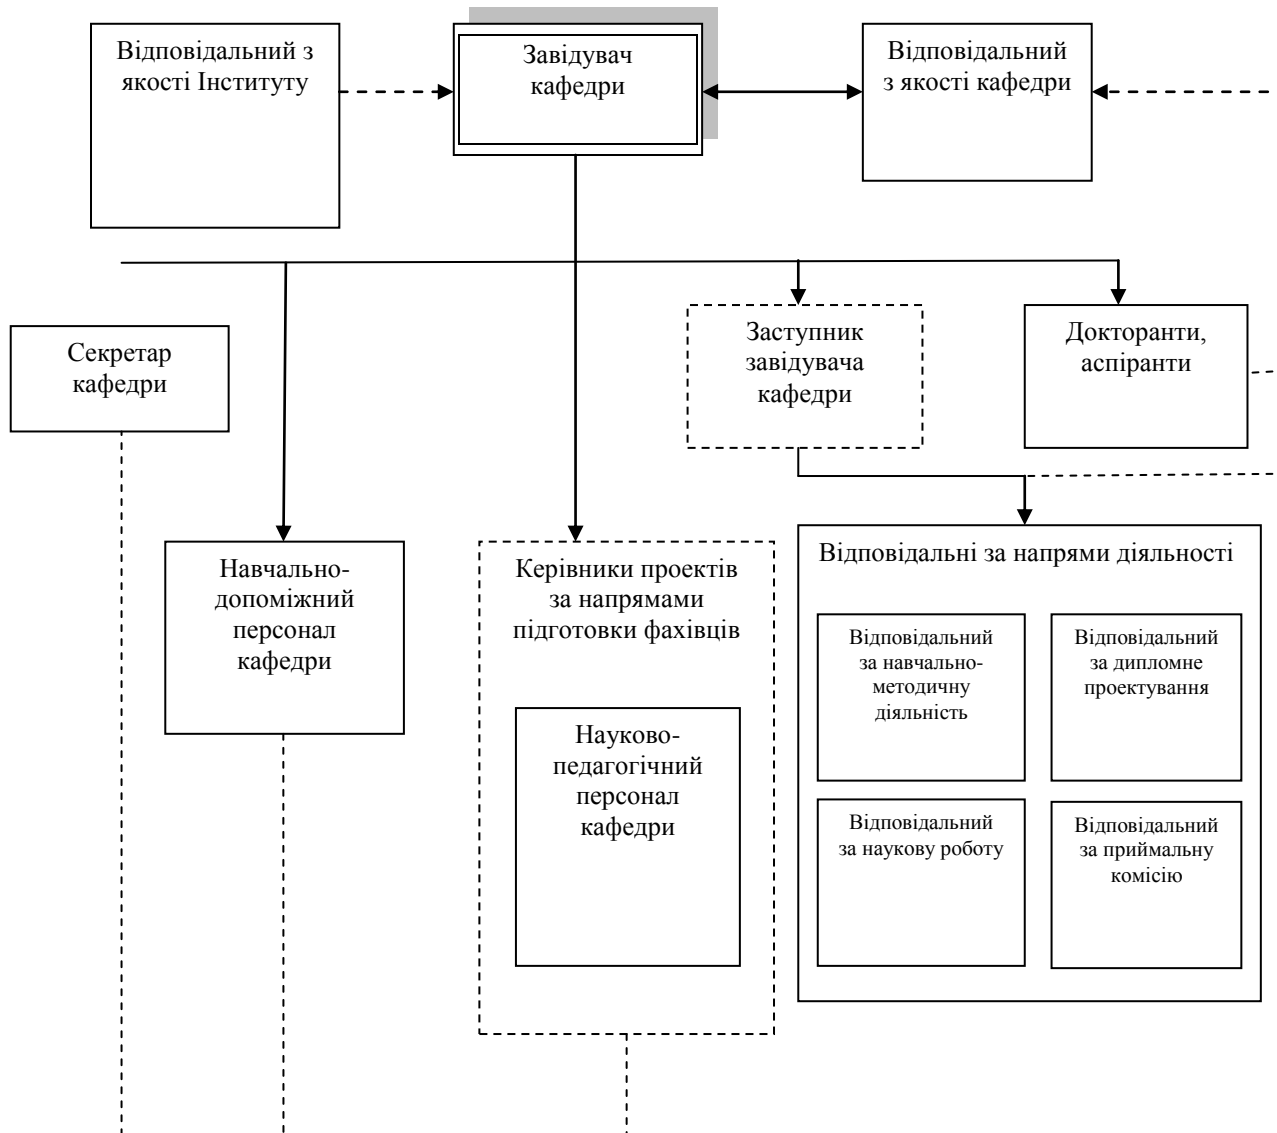 Відповідальний з
якості Інституту
Завідувач
кафедри
Відповідальний
з якості кафедри
Секретар
кафедри
Заступник
завідувача
кафедри
Докторанти,
аспіранти
Навчально-
допоміжний
персонал
кафедри
Керівники проектів
за напрямами
підготовки фахівців
Науково-
педагогічний
персонал
кафедри
Відповідальні за напрями діяльності
Відповідальний
за навчально-
методичну
діяльність
Відповідальний
за дипломне
проектування
Відповідальний
за наукову роботу
Відповідальний
за приймальну
комісію